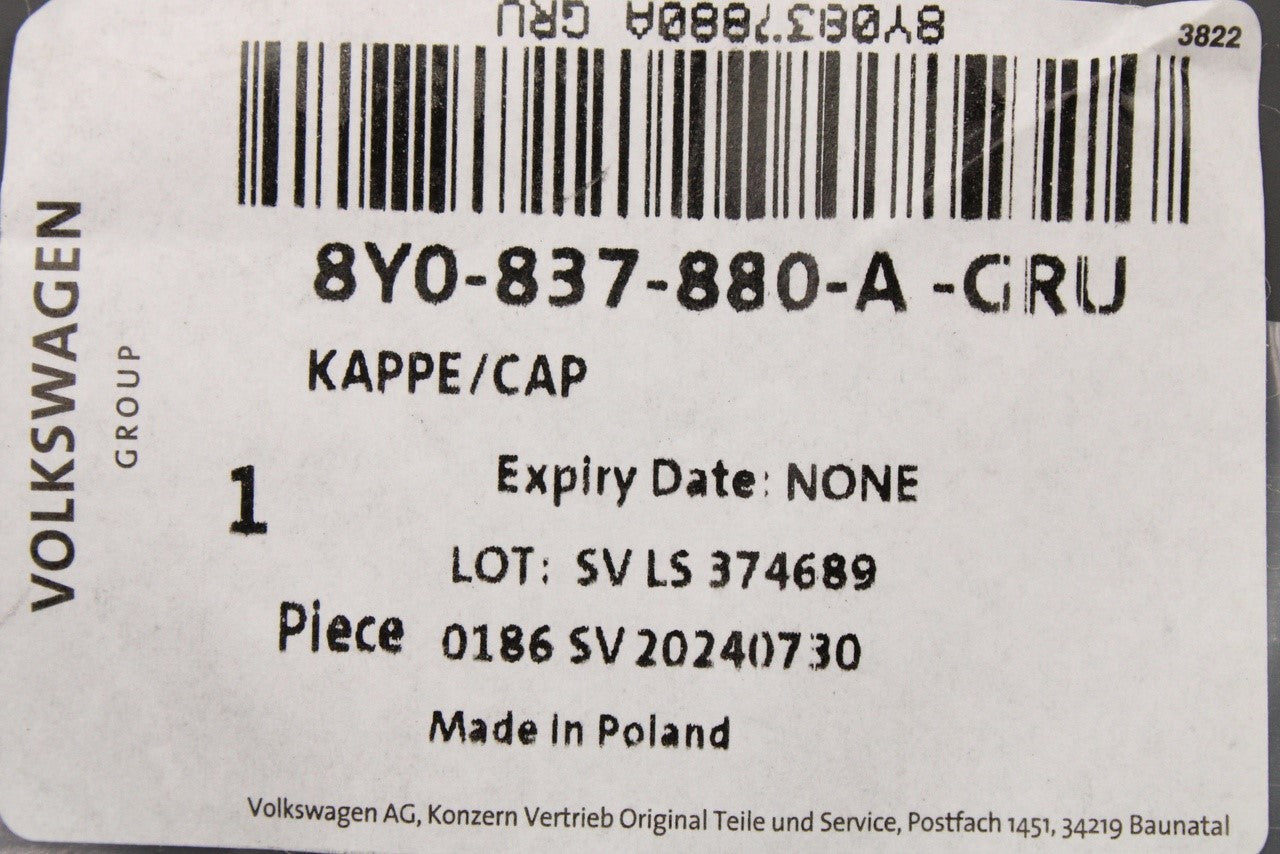 8Y0837880A GRU
3822
8Y0-837-880-A -GRU
KAPPE/CAP
VOLKSWAGEN
GROUP
1
Expiry Date: NONE
LOT: SV LS 374689
Piece
0186 SV 20240730
Made in Poland
Volkswagen AG, Konzern Vertrieb Original Teile und Service, Postfach 1451, 34219 Baunatal